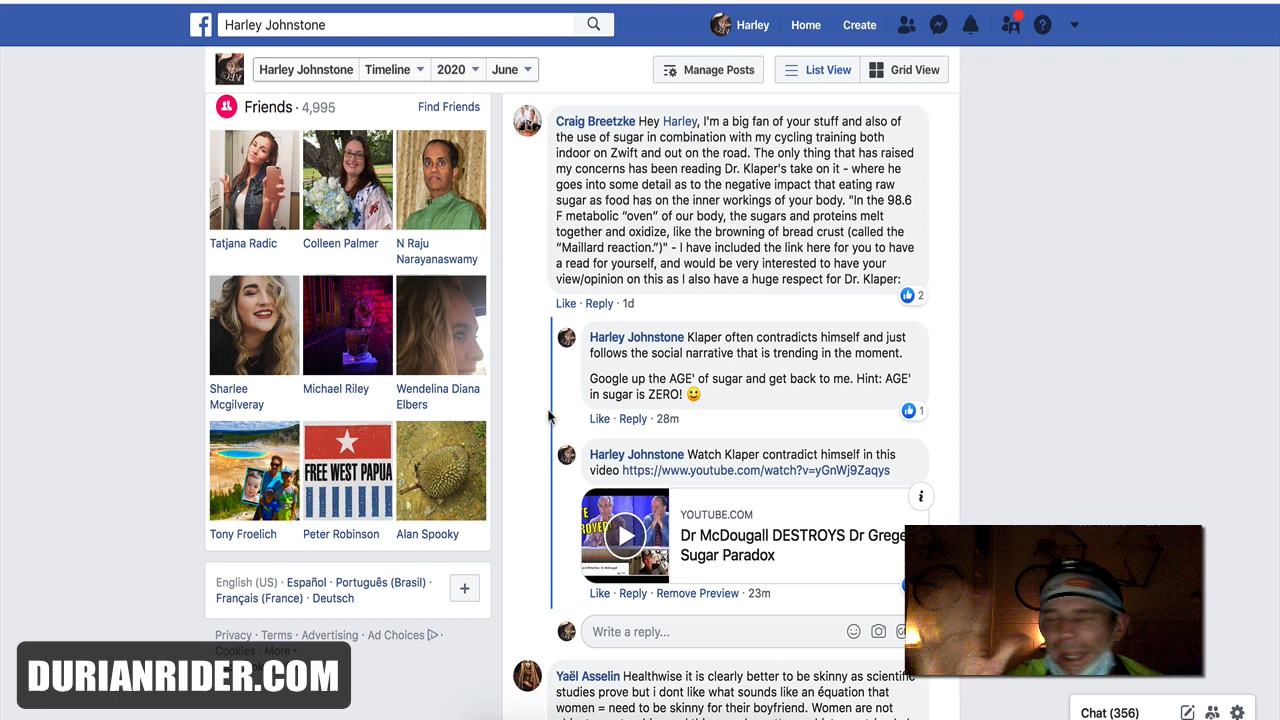 Harley Johnstone
Harley Home Create
Harley Johnstone Timeline 2020 June
Manage Posts List View Grid View
Friends · 4,995 Find Friends
Tatjana Radic Colleen Palmer N Raju
Narayanaswamy
Sharlee Michael Riley Wendelina Diana
Mcgilveray Elbers
FREE WEST PAPUA
Tony Froelich Peter Robinson Alan Spooky
English (US) · Español · Português (Brasil) ·
Français (France) · Deutsch
Privacy · Terms · Advertising · Ad Choices ·
Cookies · More
DURIANRIDER.COM
Craig Breetzke Hey Harley, I'm a big fan of your stuff and also of
the use of sugar in combination with my cycling training both
indoor on Zwift and out on the road. The only thing that has raised
my concerns has been reading Dr. Klaper's take on it - where he
goes into some detail as to the negative impact that eating raw
sugar as food has on the inner workings of your body. "In the 98.6
F metabolic “oven” of our body, the sugars and proteins melt
together and oxidize, like the browning of bread crust (called the
“Maillard reaction.”)" - I have included the link here for you to have
a read for yourself, and would be very interested to have your
view/opinion on this as I also have a huge respect for Dr. Klaper:
2
Like · Reply · 1d
Harley Johnstone Klaper often contradicts himself and just
follows the social narrative that is trending in the moment.
Google up the AGE' of sugar and get back to me. Hint: AGE'
in sugar is ZERO! 🙂
1
Like · Reply · 28m
Harley Johnstone Watch Klaper contradict himself in this
video https://www.youtube.com/watch?v=yGnWj9Zaqys
YOUTUBE.COM
Dr McDougall DESTROYS Dr Grege
Sugar Paradox
Like · Reply · Remove Preview · 23m
Write a reply...
Yaël Asselin Healthwise it is clearly better to be skinny as scientific
studies prove but i dont like what sounds like an équation that
women = need to be skinny for their boyfriend. Women are not
Chat (356)